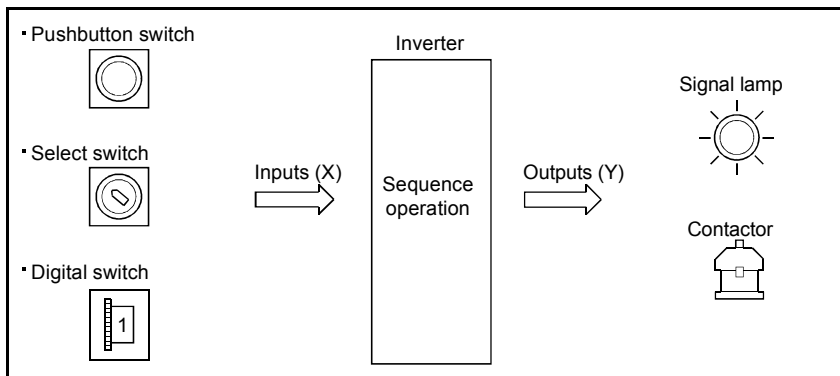 · Pushbutton switch
· Select switch
· Digital switch
1
Inputs (X)
Inverter
Sequence
operation
Outputs (Y)
Signal lamp
Contactor